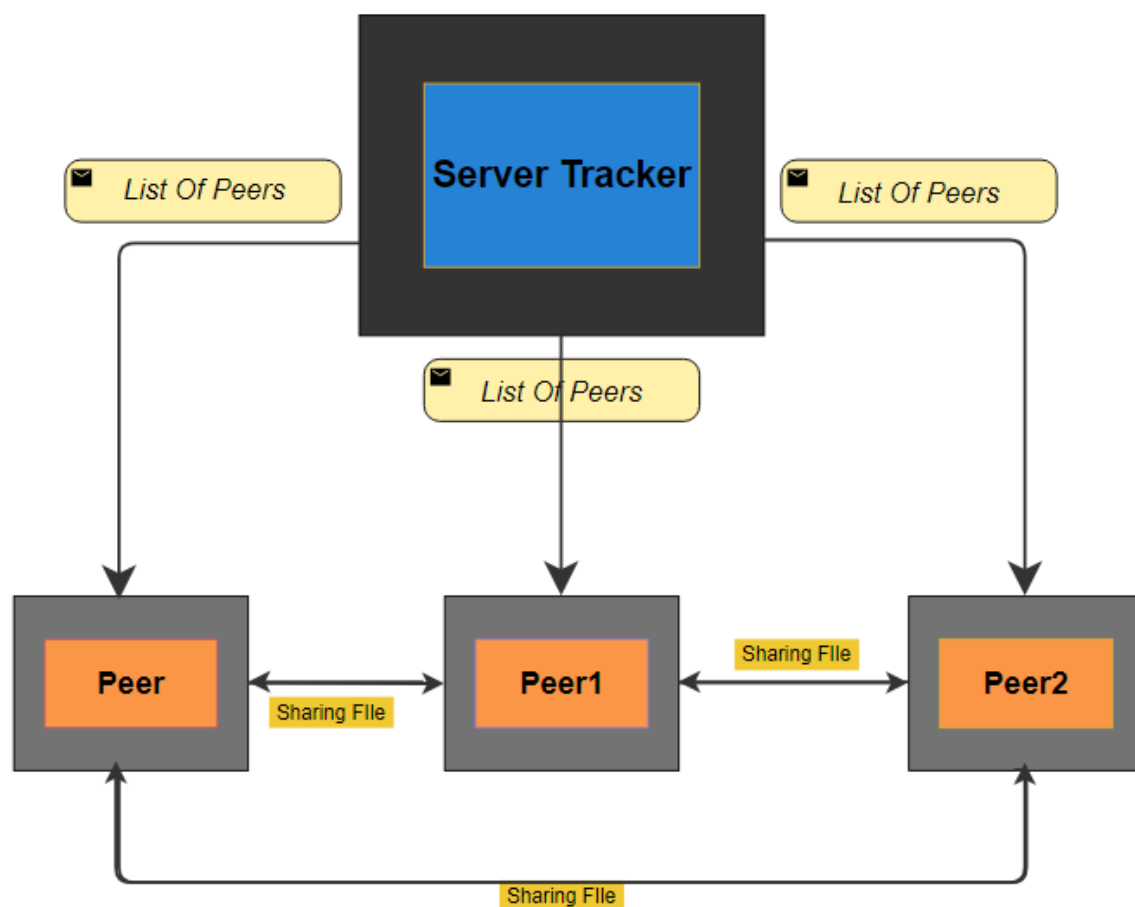 Server Tracker
List Of Peers
List Of Peers
List Of Peers
Peer
Sharing FIle
Peer1
Sharing FIle
Peer2
Sharing FIle